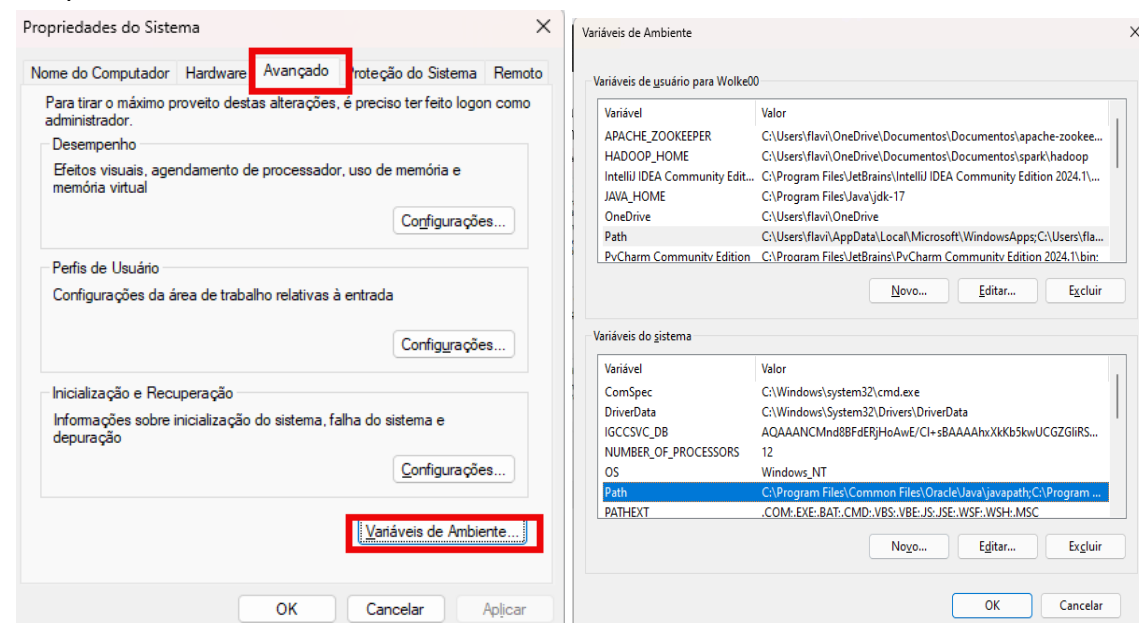 Propriedades do Sistema
Nome do Computador Hardware Avançado Proteção do Sistema Remoto
Para tirar o máximo proveito destas alterações, é preciso ter feito logon como
administrador.
Desempenho
Efeitos visuais, agendamento de processador, uso de memória e
memória virtual
Configurações...
Perfis de Usuário
Configurações da área de trabalho relativas à entrada
Configurações...
Inicialização e Recuperação
Informações sobre inicialização do sistema, falha do sistema e
depuração
Configurações...
Variáveis de Ambiente...
OK Cancelar Aplicar
Variáveis de Ambiente
Variáveis de usuário para Wolke00
Variável Valor
APACHE_ZOOKEEPER C:\Users\flavi\OneDrive\Documentos\Documentos\apache-zookee...
HADOOP_HOME C:\Users\flavi\OneDrive\Documentos\Documentos\spark\hadoop
IntelliJ IDEA Community Edit... C:\Program Files\JetBrains\IntelliJ IDEA Community Edition 2024.1\...
JAVA_HOME C:\Program Files\Java\jdk-17
OneDrive C:\Users\flavi\OneDrive
Path C:\Users\flavi\AppData\Local\Microsoft\WindowsApps;C:\Users\fla...
PyCharm Community Edition C:\Program Files\JetBrains\PyCharm Community Edition 2024.1\bin;
Novo... Editar... Excluir
Variáveis do sistema
Variável Valor
ComSpec C:\Windows\system32\cmd.exe
DriverData C:\Windows\System32\Drivers\DriverData
IGCCSVC_DB AQAAANCMnd8BFdERjHoAwE/Cl+sBAAAAhxXkKb5kwUCGZGliRS...
NUMBER_OF_PROCESSORS 12
OS Windows_NT
Path C:\Program Files\Common Files\Oracle\Java\javapath;C:\Program ...
PATHEXT .COM;.EXE;.BAT;.CMD;.VBS;.VBE;.JS;.JSE;.WSF;.WSH;.MSC
Novo... Editar... Excluir
OK Cancelar